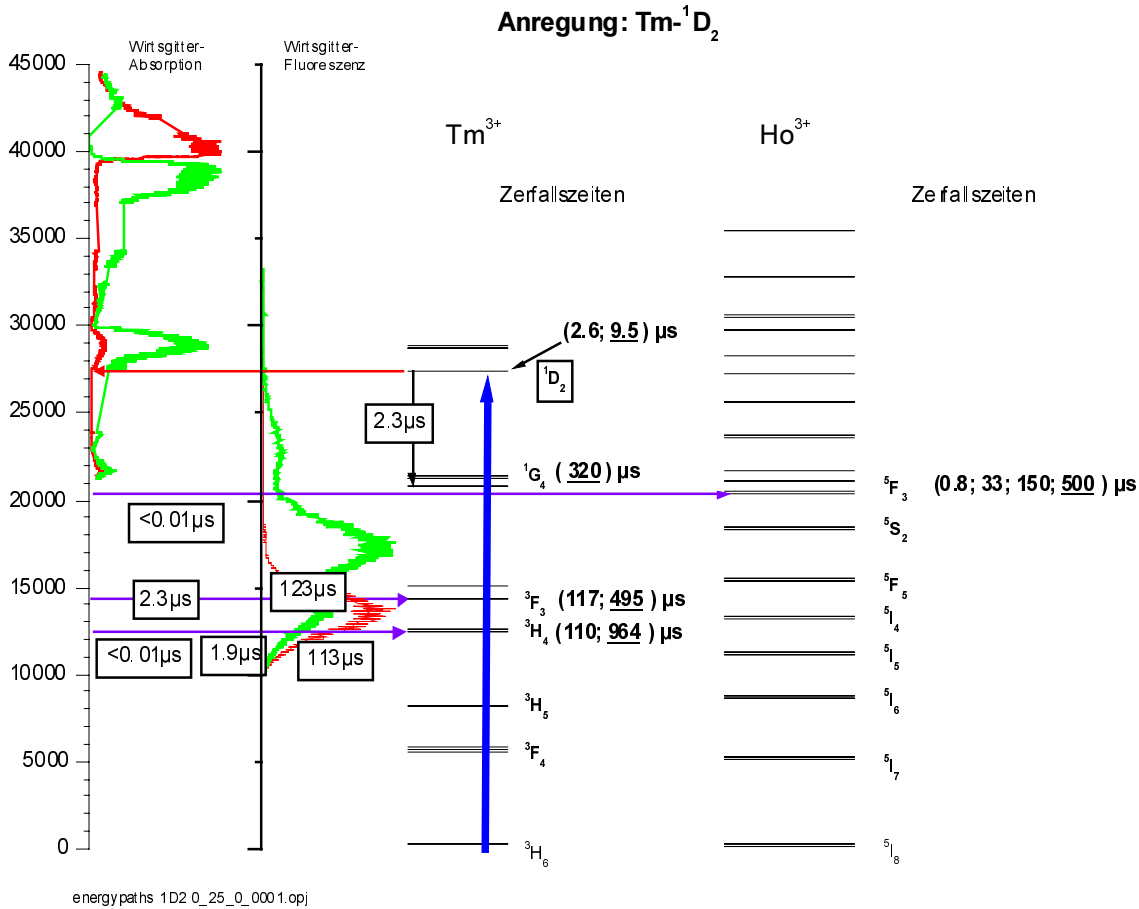 Anregung: Tm-¹D₂
Wirtsgitter-
Absorption
Wirtsgitter-
Fluoreszenz
Tm³⁺
Ho³⁺
Zerfallszeiten
Zerfallszeiten
45000
40000
35000
30000
25000
20000
15000
10000
5000
0
(2.6; 9.5) µs
¹D₂
2.3µs
¹G₄ (320) µs
⁵F₃ (0.8; 33; 150; 500) µs
<0.01µs
⁵S₂
2.3µs
123µs
³F₃ (117; 495) µs
⁵F₅
³H₄ (110; 964) µs
⁵I₄
<0.01µs
1.9µs
113µs
⁵I₅
³H₅
⁵I₆
³F₄
⁵I₇
³H₆
⁵I₈
energypaths 1D2 0_25_0_0001.opj